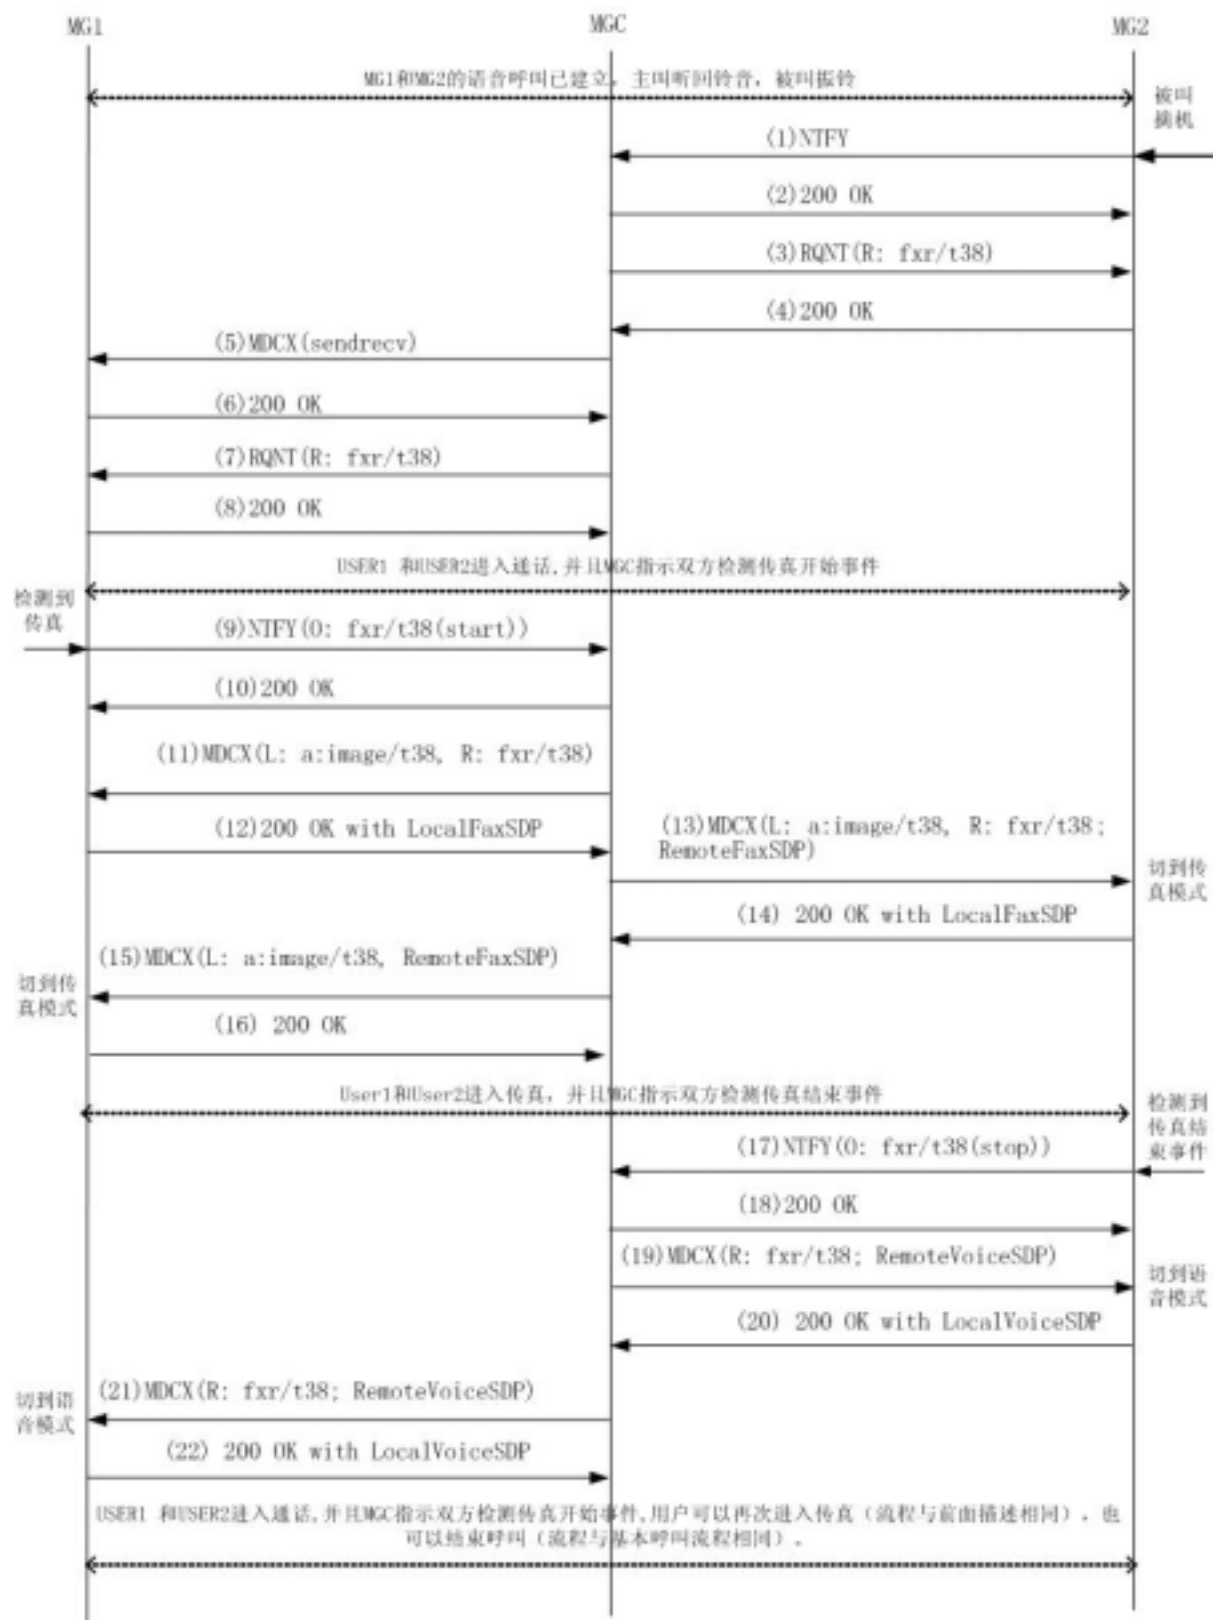 MG1
MGC
MG2
MG1和MG2的语音呼叫已建立，主叫听回铃音，被叫振铃
被叫
摘机
(1)NTFY
(2)200 OK
(3)RQNT(R: fxr/t38)
(4)200 OK
(5)MDCX(sendrecv)
(6)200 OK
(7)RQNT(R: fxr/t38)
(8)200 OK
USER1 和USER2进入通话,并且MGC指示双方检测传真开始事件
检测到
传真
(9)NTFY(O: fxr/t38(start))
(10)200 OK
(11)MDCX(L: a:image/t38, R: fxr/t38)
(12)200 OK with LocalFaxSDP
(13)MDCX(L: a:image/t38, R: fxr/t38;
RemoteFaxSDP)
切到传
真模式
(14) 200 OK with LocalFaxSDP
(15)MDCX(L: a:image/t38, RemoteFaxSDP)
切到传
真模式
(16) 200 OK
User1和User2进入传真，并且MGC指示双方检测传真结束事件
检测到
传真结
束事件
(17)NTFY(O: fxr/t38(stop))
(18)200 OK
(19)MDCX(R: fxr/t38; RemoteVoiceSDP)
切到语
音模式
(20) 200 OK with LocalVoiceSDP
(21)MDCX(R: fxr/t38; RemoteVoiceSDP)
切到语
音模式
(22) 200 OK with LocalVoiceSDP
USER1 和USER2进入通话,并且MGC指示双方检测传真开始事件,用户可以再次进入传真（流程与前面描述相同）。也
可以结束呼叫（流程与基本呼叫流程相同）。